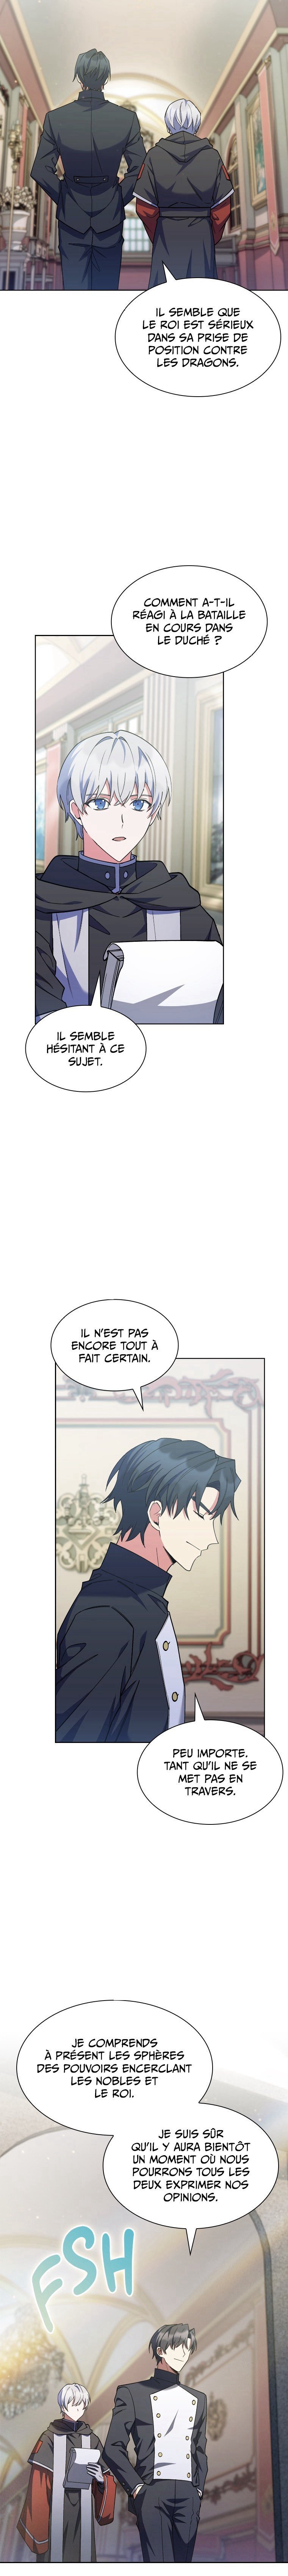 IL SEMBLE QUE
LE ROI EST SÉRIEUX
DANS SA PRISE DE
POSITION CONTRE
LES DRAGONS.
COMMENT A-T-IL
RÉAGI À LA BATAILLE
EN COURS DANS
LE DUCHÉ ?
IL SEMBLE
HÉSITANT À CE
SUJET.
IL N'EST PAS
ENCORE TOUT À
FAIT CERTAIN.
PEU IMPORTE.
TANT QU'IL NE SE
MET PAS EN
TRAVERS.
JE COMPRENDS
À PRÉSENT LES SPHÈRES
DES POUVOIRS ENCERCLANT
LES NOBLES ET
LE ROI.
JE SUIS SÛR
QU'IL Y AURA BIENTÔT
UN MOMENT OÙ NOUS
POURRONS TOUS LES
DEUX EXPRIMER NOS
OPINIONS.
FSH